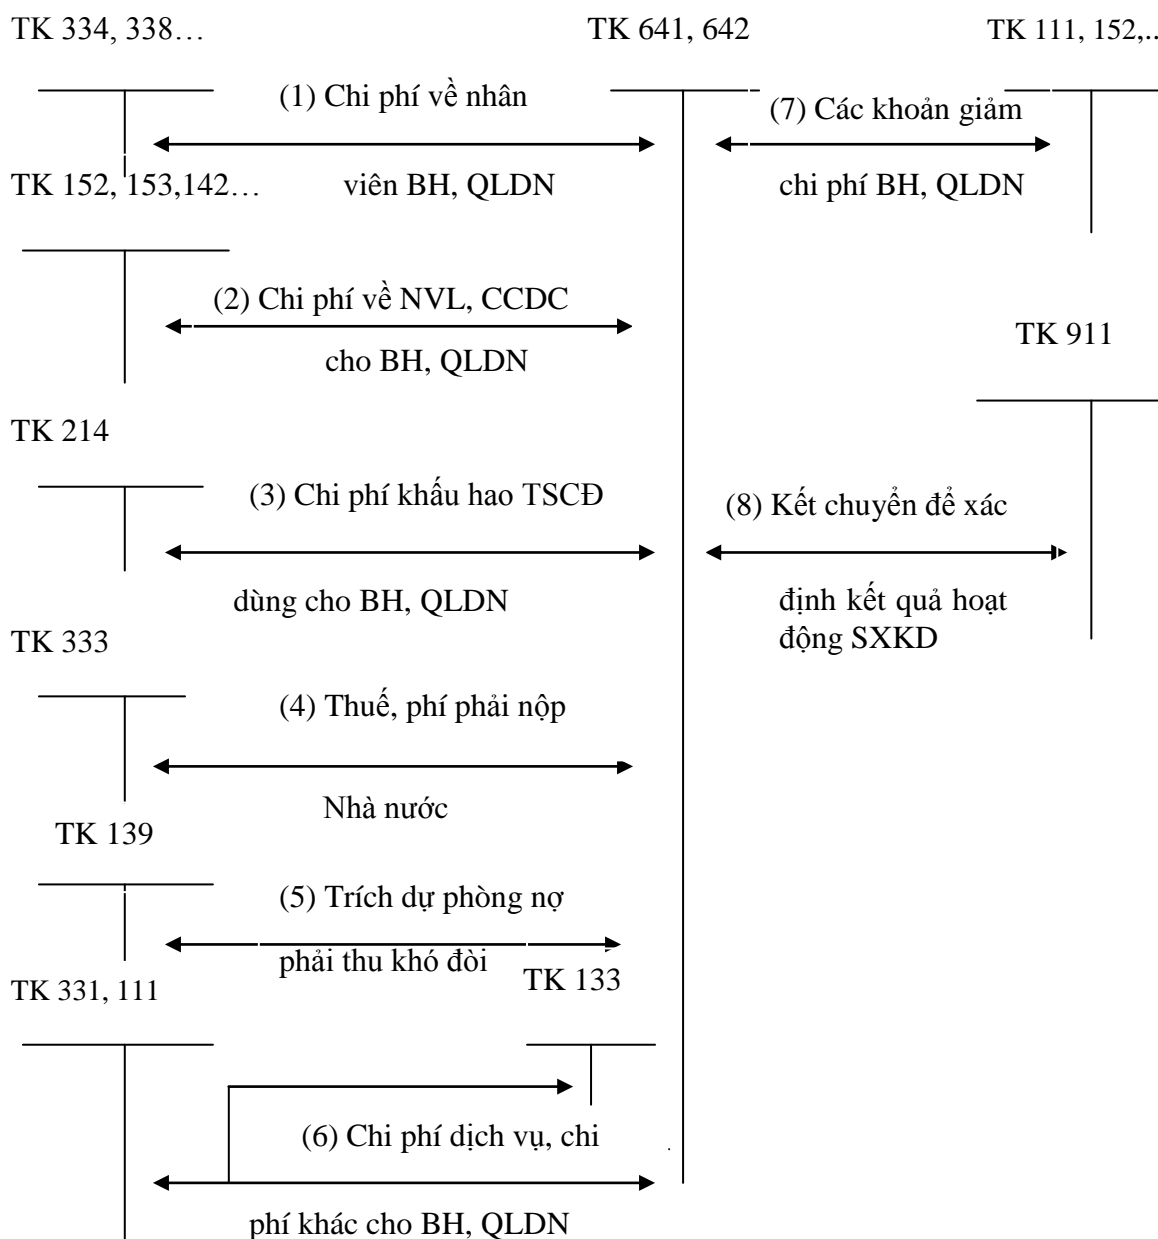 TK 334, 338…
TK 641, 642
TK 111, 152,..
(1) Chi phí về nhân
(7) Các khoản giảm
TK 152, 153,142…
viên BH, QLDN
chi phí BH, QLDN
(2) Chi phí về NVL, CCDC
TK 911
cho BH, QLDN
TK 214
(3) Chi phí khấu hao TSCĐ
(8) Kết chuyển để xác
dùng cho BH, QLDN
định kết quả hoạt
động SXKD
TK 333
(4) Thuế, phí phải nộp
Nhà nước
TK 139
(5) Trích dự phòng nợ
phải thu khó đòi
TK 133
TK 331, 111
(6) Chi phí dịch vụ, chi
phí khác cho BH, QLDN